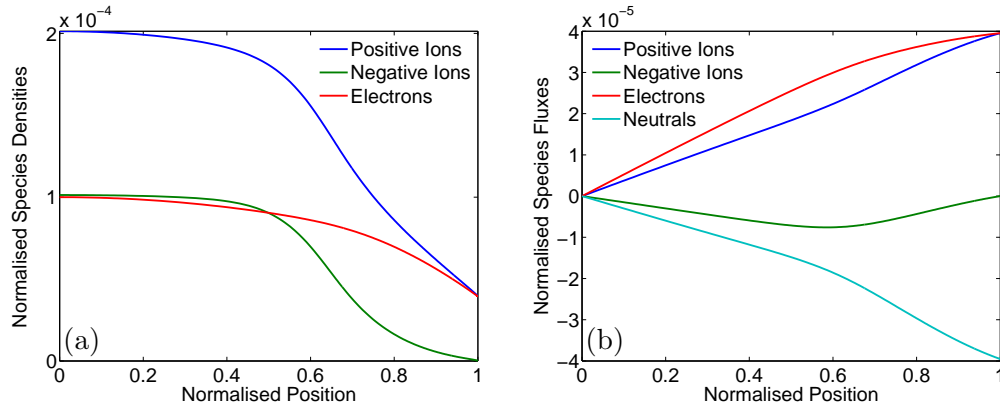 x 10⁻⁴
2
1
0
0
0.2
0.4
0.6
0.8
1
Normalised Species Densities
Normalised Position
Positive Ions
Negative Ions
Electrons
(a)
x 10⁻⁵
4
3
2
1
0
−1
−2
−3
−4
0
0.2
0.4
0.6
0.8
1
Normalised Species Fluxes
Normalised Position
Positive Ions
Negative Ions
Electrons
Neutrals
(b)